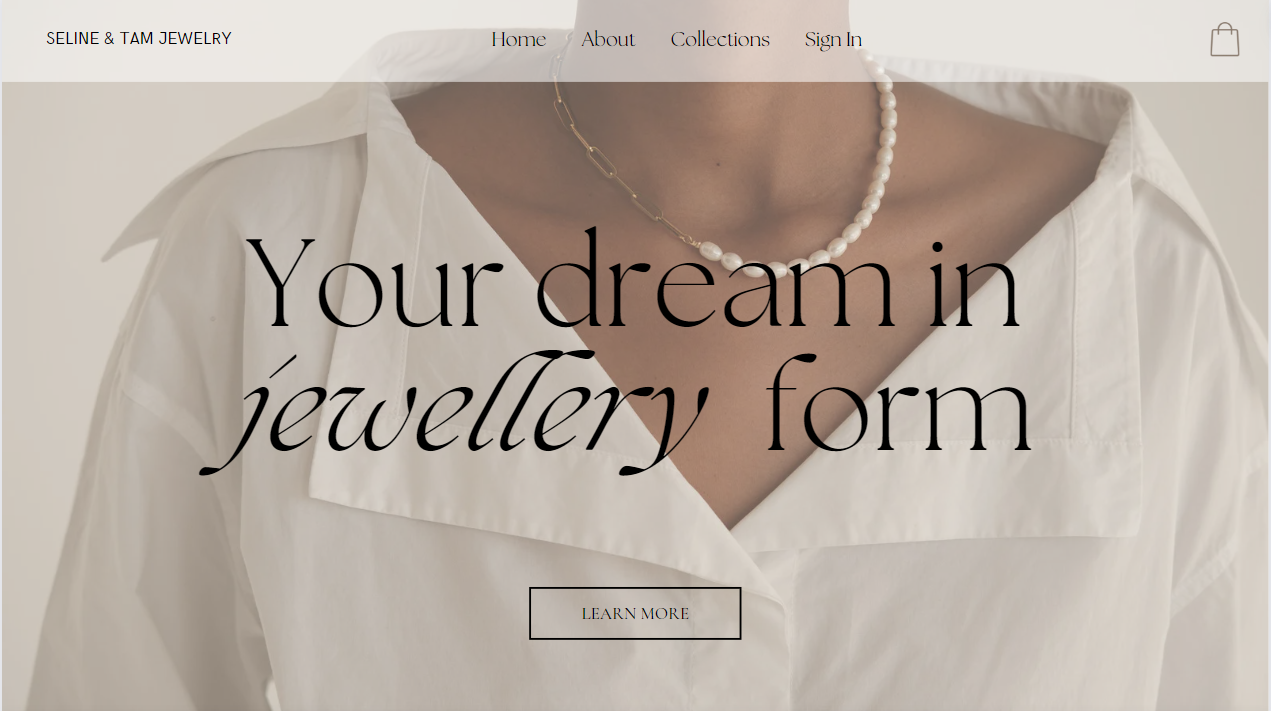 SELINE & TAM JEWELRY
Home About Collections Sign In
Your dream in
jewellery form
LEARN MORE